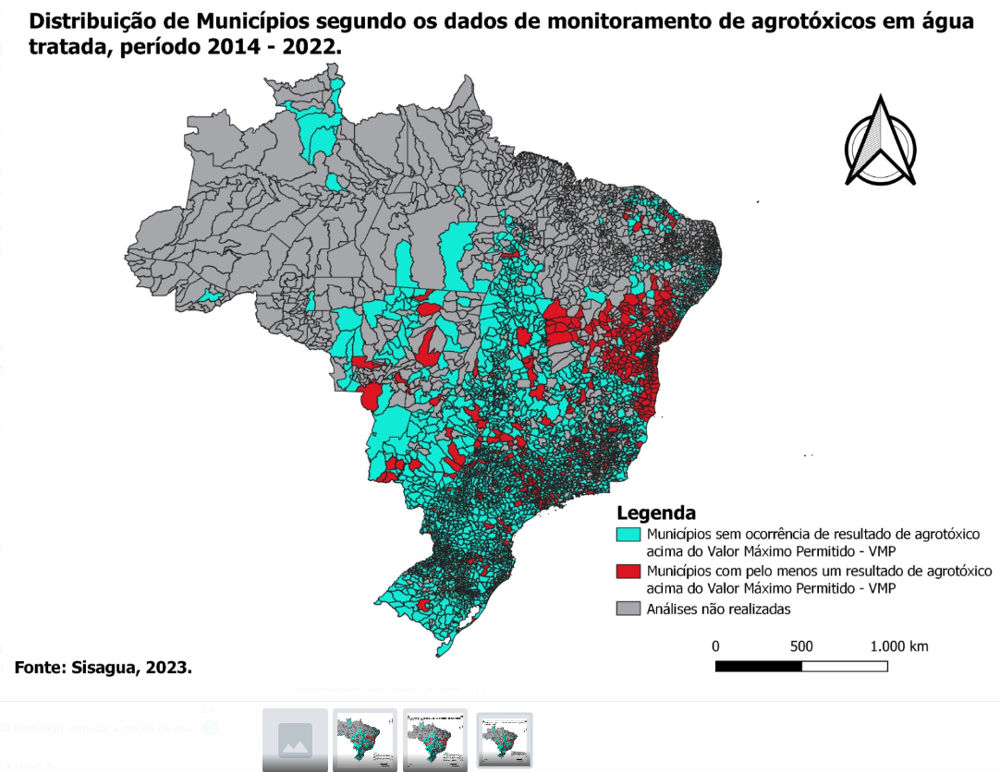 Distribuição de Municípios segundo os dados de monitoramento de agrotóxicos em água
tratada, período 2014 - 2022.
Legenda
Municípios sem ocorrência de resultado de agrotóxico
acima do Valor Máximo Permitido - VMP
Municípios com pelo menos um resultado de agrotóxico
acima do Valor Máximo Permitido - VMP
Análises não realizadas
0 500 1.000 km
Fonte: Sisagua, 2023.